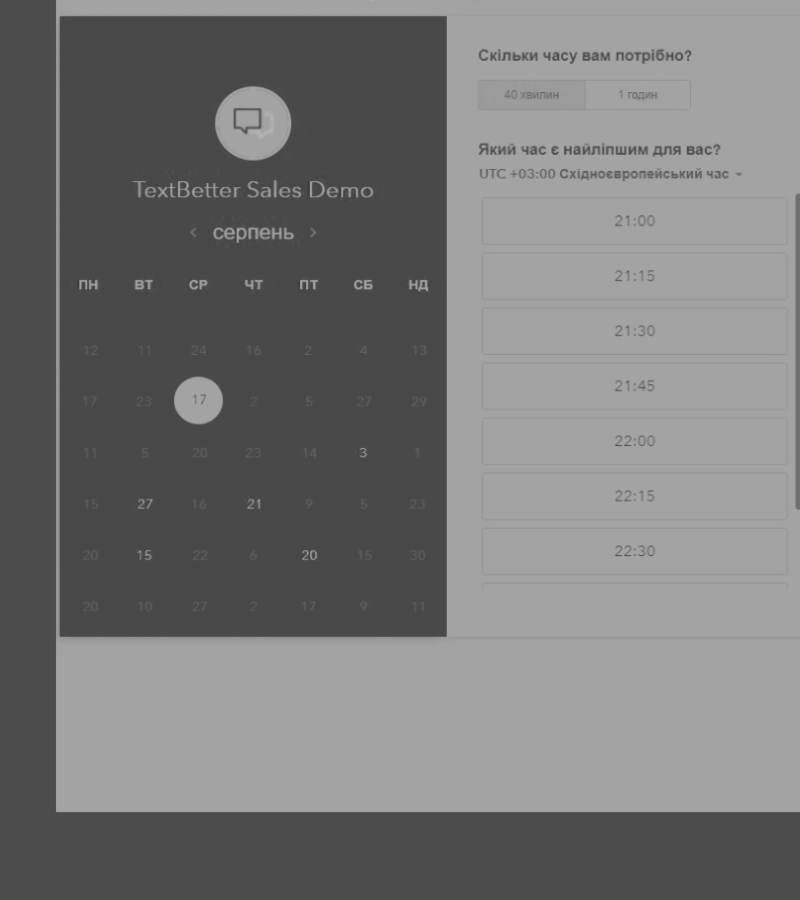 TextBetter Sales Demo
‹ серпень ›
ПН ВТ СР ЧТ ПТ СБ НД
12 11 24 16 2 4 13
17 23 17 2 5 27 29
11 5 20 23 14 3 1
15 27 16 21 9 5 23
20 15 22 6 20 15 30
20 10 27 2 17 9 11
Скільки часу вам потрібно?
40 хвилин 1 годин
Який час є найліпшим для вас?
UTC +03:00 Східноєвропейський час
21:00
21:15
21:30
21:45
22:00
22:15
22:30